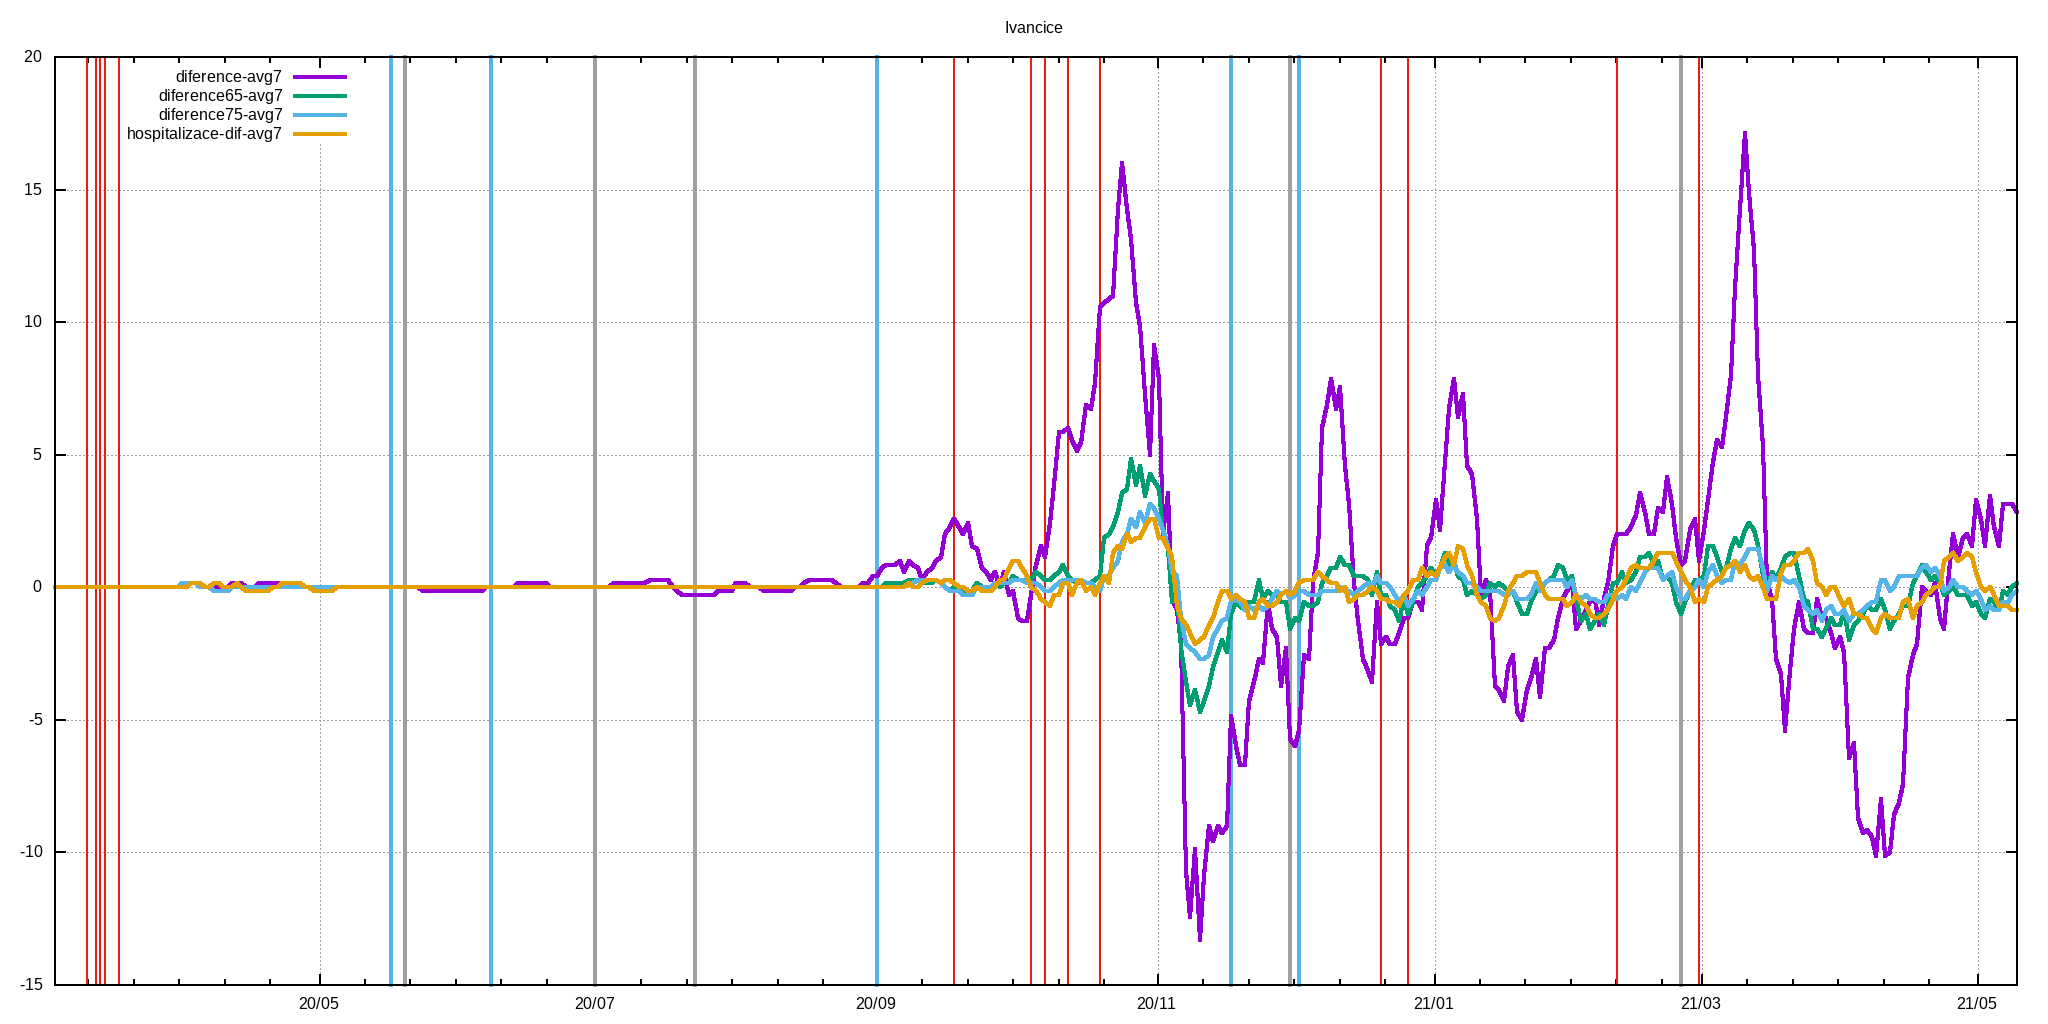 Ivancice
20
diference-avg7
diference65-avg7
diference75-avg7
hospitalizace-dif-avg7
15
10
5
0
-5
-10
-15
20/05 20/07 20/09 20/11 21/01 21/03 21/05